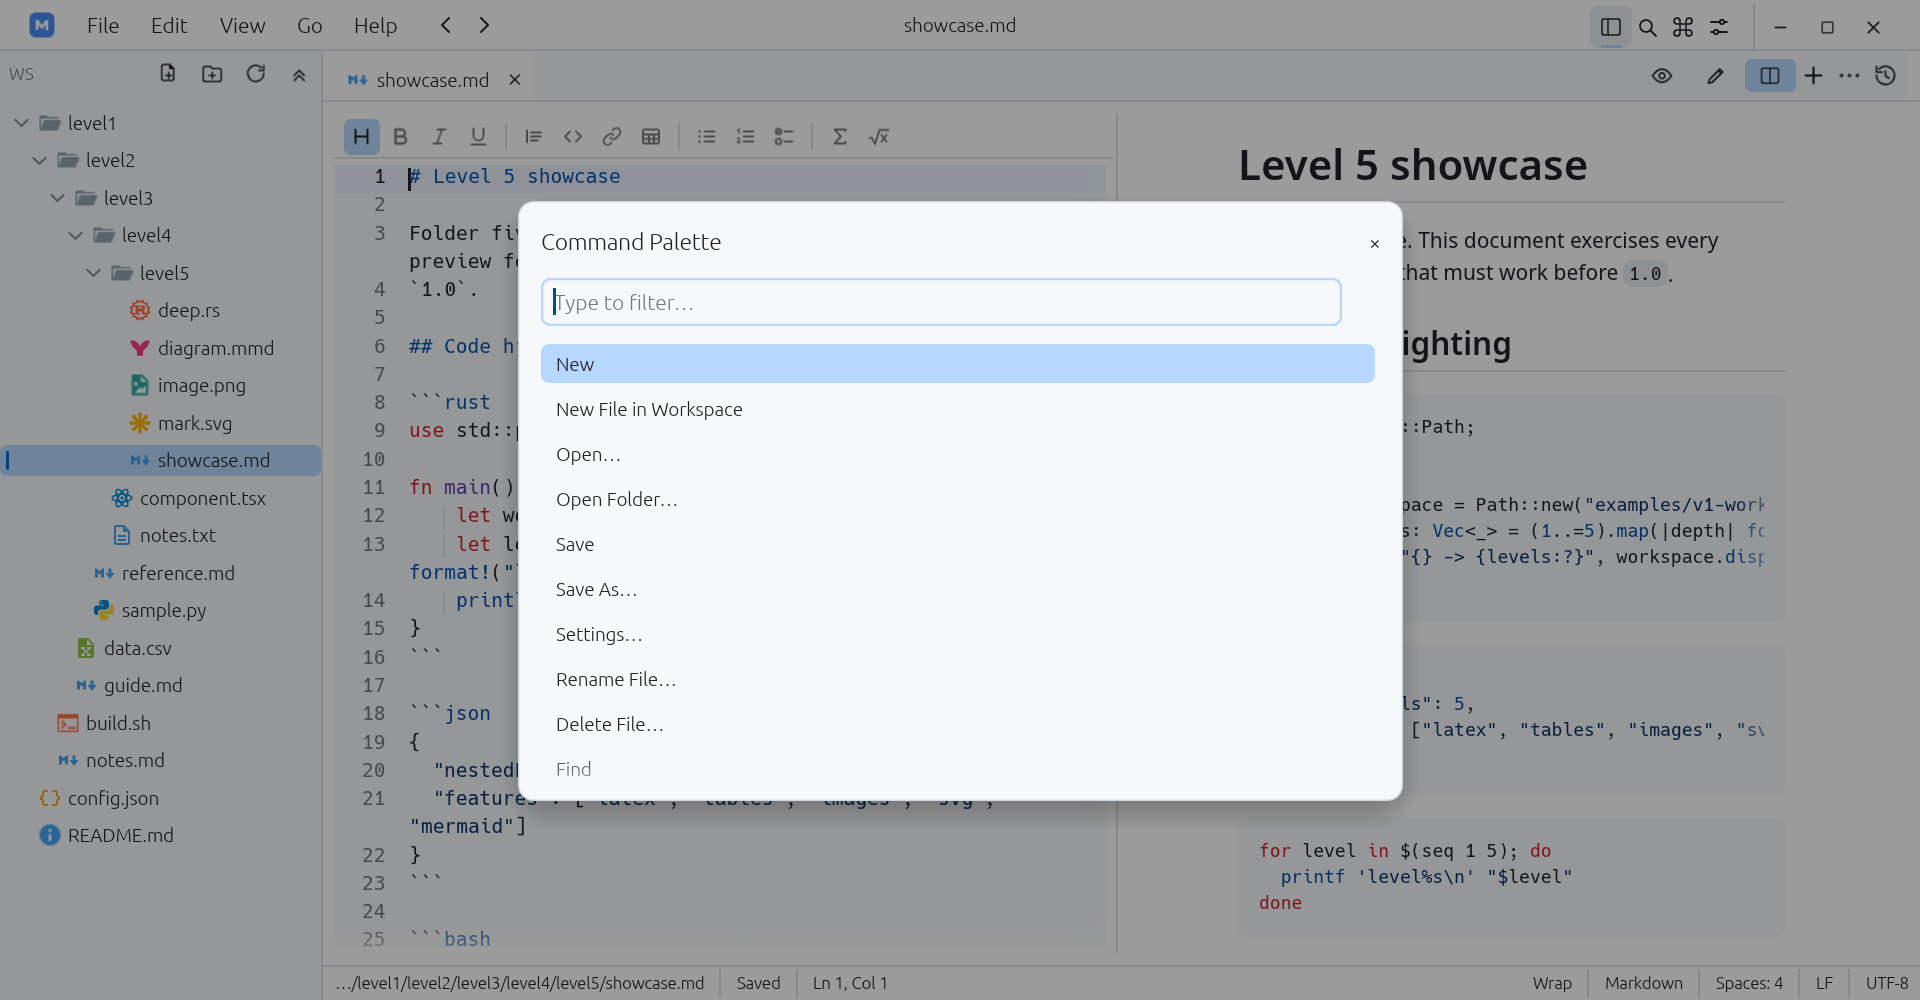 M File Edit View Go Help showcase.md
WS
showcase.md
level1
level2
level3
level4
level5
deep.rs
diagram.mmd
image.png
mark.svg
showcase.md
component.tsx
notes.txt
reference.md
sample.py
data.csv
guide.md
build.sh
notes.md
config.json
README.md
H B I U
1 # Level 5 showcase
2
3 Folder fiv
preview fe
4 `1.0`.
5
6 ## Code h
7
8 ```rust
9 use std::p
10
11 fn main()
12 let wo
13 let le
format!("
14 print
15 }
16 ```
17
18 ```json
19 {
20 "nested
21 "features": ["latex", "tables", "images", "svg",
"mermaid"]
22 }
23 ```
24
25 ```bash
Command Palette
×
Type to filter...
New
New File in Workspace
Open...
Open Folder...
Save
Save As...
Settings...
Rename File...
Delete File...
Find
Level 5 showcase
e. This document exercises every
that must work before 1.0.
ighting
::Path;
pace = Path::new("examples/v1-work
s: Vec<_> = (1..=5).map(|depth| fo
"{} -> {levels:?}", workspace.disp
ls": 5,
["latex", "tables", "images", "sv
for level in $(seq 1 5); do
printf 'level%s\n' "$level"
done
.../level1/level2/level3/level4/level5/showcase.md Saved Ln 1, Col 1 Wrap Markdown Spaces: 4 LF UTF-8